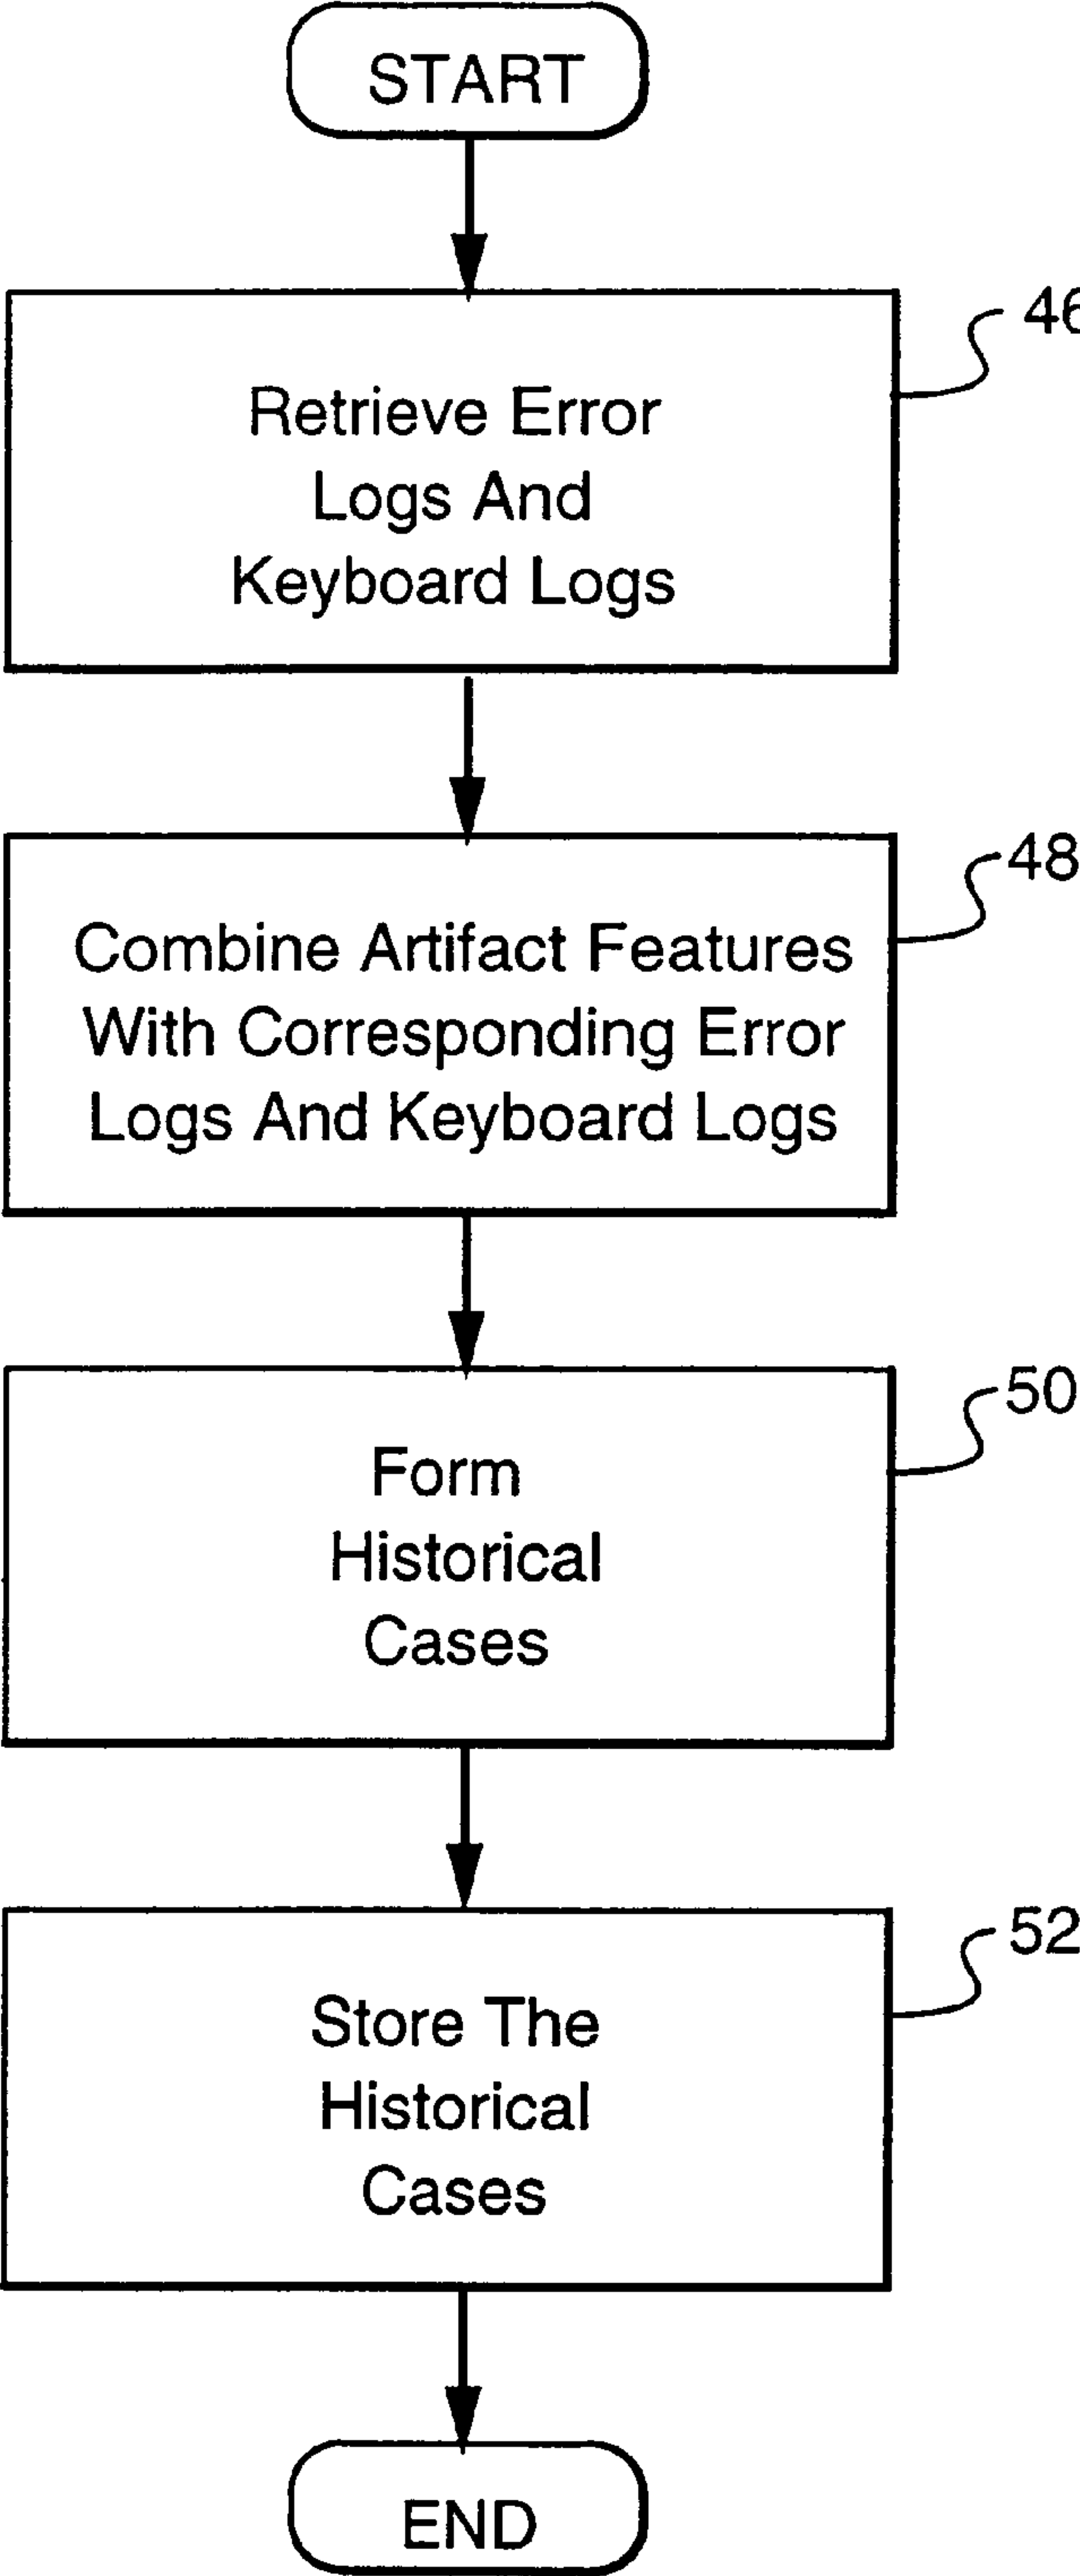 START
46
Retrieve Error
Logs And
Keyboard Logs
48
Combine Artifact Features
With Corresponding Error
Logs And Keyboard Logs
50
Form
Historical
Cases
52
Store The
Historical
Cases
END